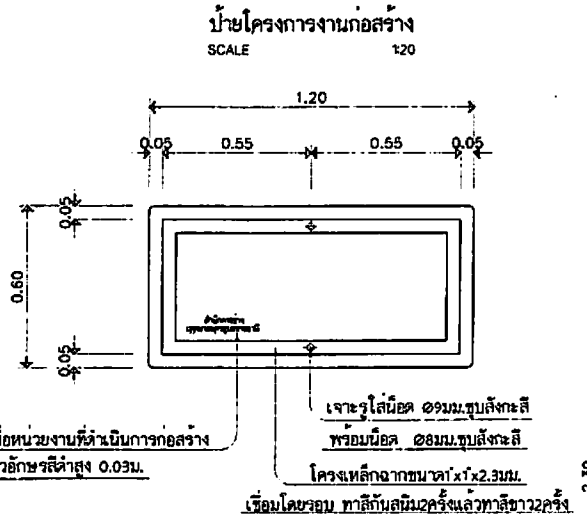 ป้ายโครงการงานก่อสร้าง
SCALE 1:20
1.20
0.05 0.55 0.55 0.05
0.05
0.60
0.05
เจาะรูใส่น๊อต Ø9มม.ชุบสังกะสี
พร้อมน๊อต Ø8มม.ชุบสังกะสี
หน่วยงานที่ดำเนินการก่อสร้าง
อักษรสีดำสูง 0.03ม.
โครงเหล็กฉากขนาด1"x1"x2.3มม.
เชื่อมโดยรอบ ทาสีกันสนิม2ครั้งแล้วทาสีขาว2ครั้ง